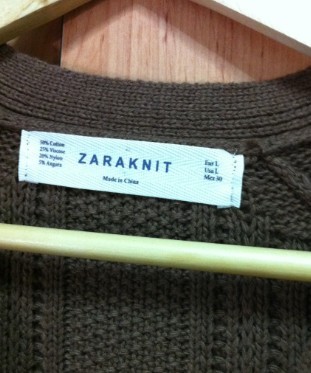 50% Cotton
25% Viscose
20% Nylon
5% Angora
ZARAKNIT
Made in China
Eur L
Usa L
Mex 30